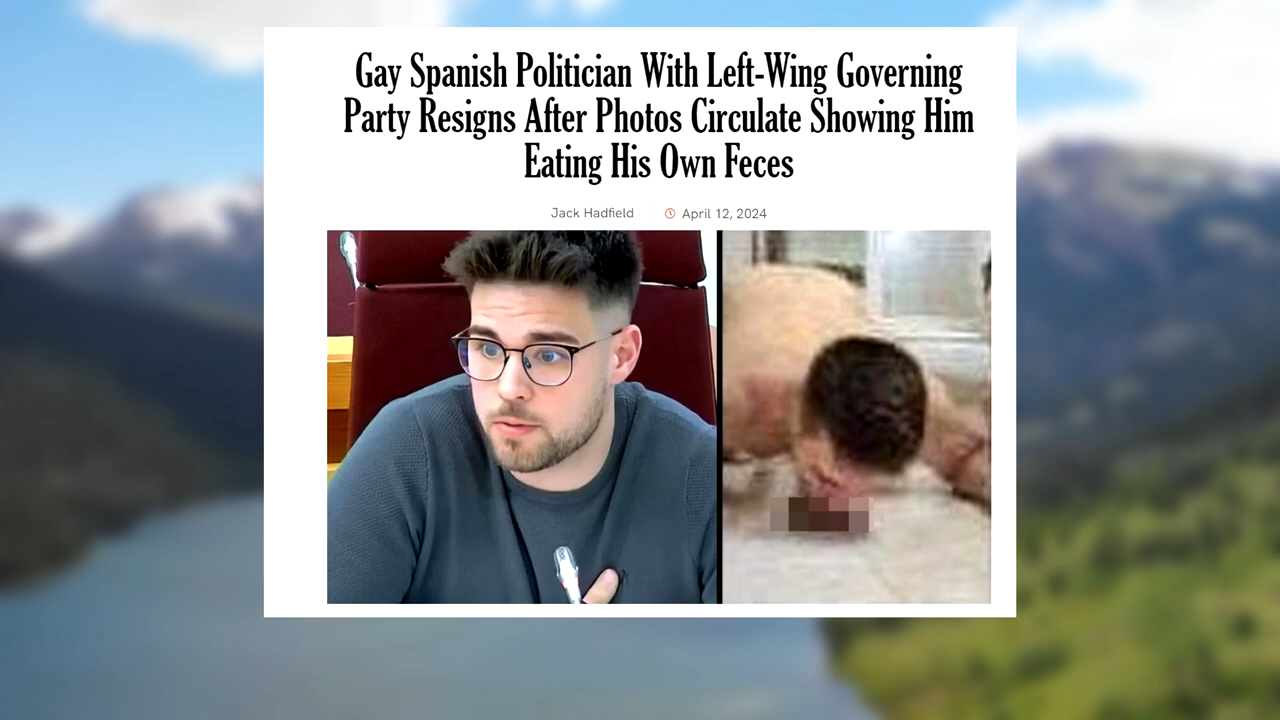 Gay Spanish Politician With Left-Wing Governing
Party Resigns After Photos Circulate Showing Him
Eating His Own Feces
Jack Hadfield
April 12, 2024